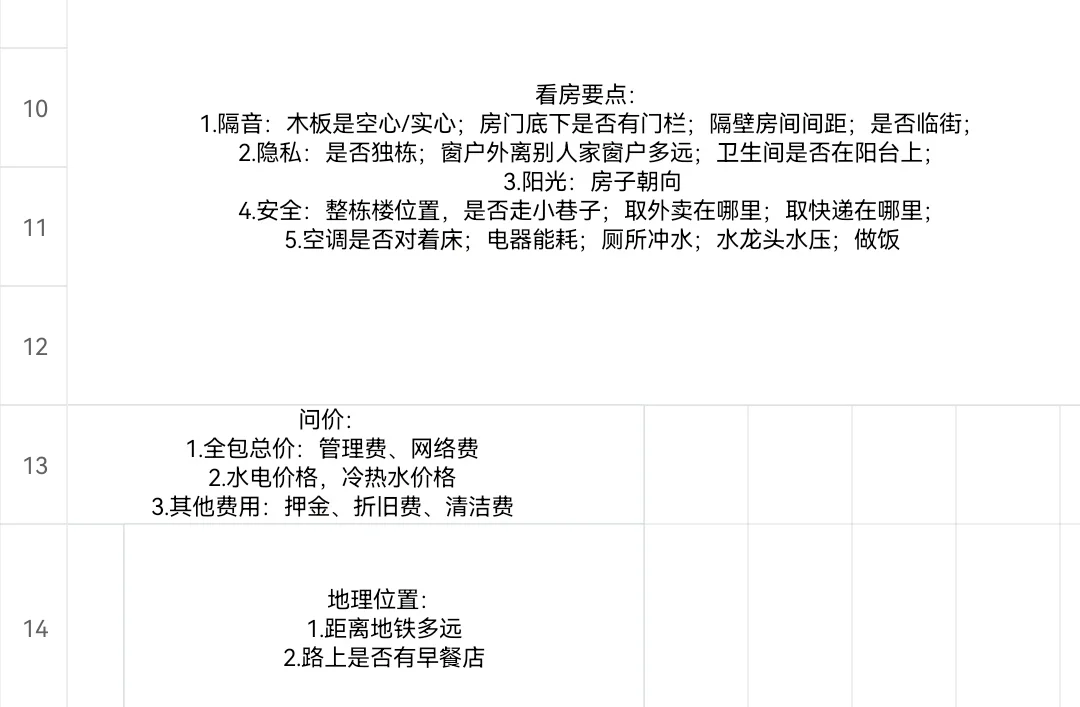 10
看房要点：
1.隔音：木板是空心/实心；房门底下是否有门栏；隔壁房间间距；是否临街；
2.隐私：是否独栋；窗户外离别人家窗户多远；卫生间是否在阳台上；
3.阳光：房子朝向
11
4.安全：整栋楼位置，是否走小巷子；取外卖在哪里；取快递在哪里；
5.空调是否对着床；电器能耗；厕所冲水；水龙头水压；做饭
12
13
问价：
1.全包总价：管理费、网络费
2.水电价格，冷热水价格
3.其他费用：押金、折旧费、清洁费
14
地理位置：
1.距离地铁多远
2.路上是否有早餐店